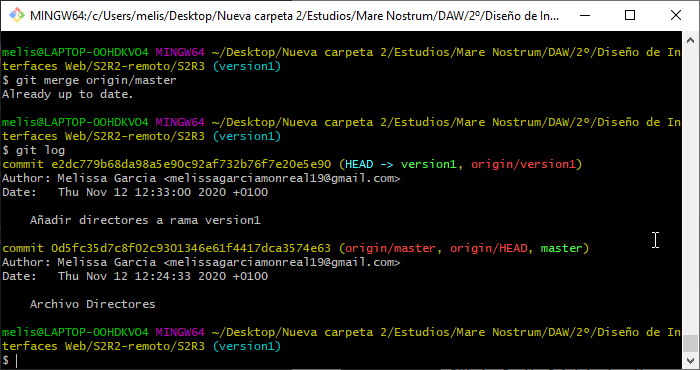 MINGW64:/c/Users/melis/Desktop/Nueva carpeta 2/Estudios/Mare Nostrum/DAW/2º/Diseño de In...
melis@LAPTOP-OOHDKVO4 MINGW64 ~/Desktop/Nueva carpeta 2/Estudios/Mare Nostrum/DAW/2º/Diseño de In
terfaces Web/S2R2-remoto/S2R3 (version1)
$ git merge origin/master
Already up to date.
melis@LAPTOP-OOHDKVO4 MINGW64 ~/Desktop/Nueva carpeta 2/Estudios/Mare Nostrum/DAW/2º/Diseño de In
terfaces Web/S2R2-remoto/S2R3 (version1)
$ git log
commit e2dc779b68da98a5e90c92af732b76f7e20e5e90 (HEAD -> version1, origin/version1)
Author: Melissa Garcia <melissagarciamonreal19@gmail.com>
Date:   Thu Nov 12 12:33:00 2020 +0100
Añadir directores a rama version1
commit 0d5fc35d7c8f02c9301346e61f4417dca3574e63 (origin/master, origin/HEAD, master)
Author: Melissa Garcia <melissagarciamonreal19@gmail.com>
Date:   Thu Nov 12 12:24:33 2020 +0100
Archivo Directores
melis@LAPTOP-OOHDKVO4 MINGW64 ~/Desktop/Nueva carpeta 2/Estudios/Mare Nostrum/DAW/2º/Diseño de In
terfaces Web/S2R2-remoto/S2R3 (version1)
$